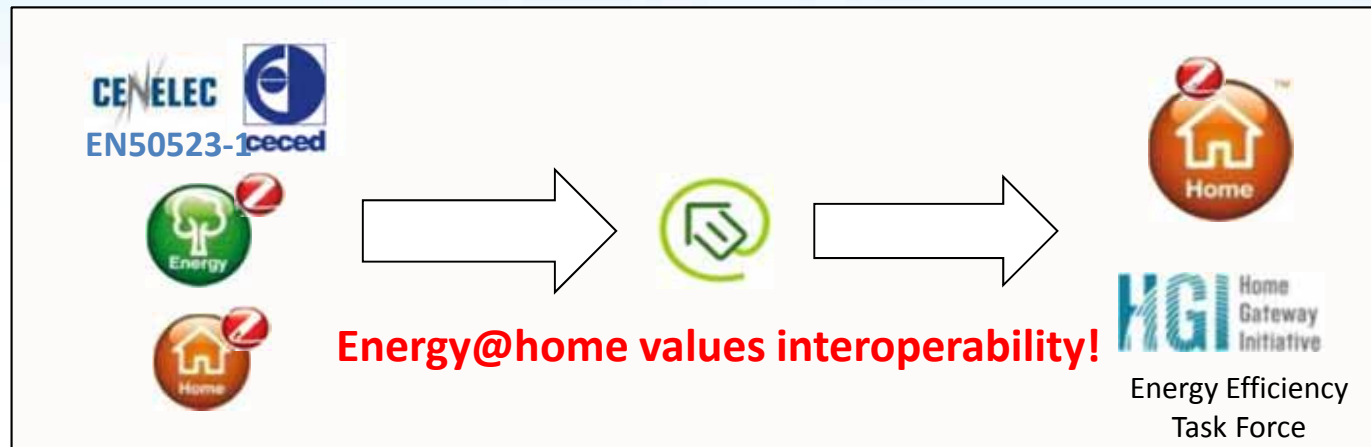 CENELEC
EN50523-1
ceced
Energy
Home
Energy@home values interoperability!
Home
TM
HGI
Home
Gateway
Initiative
Energy Efficiency
Task Force